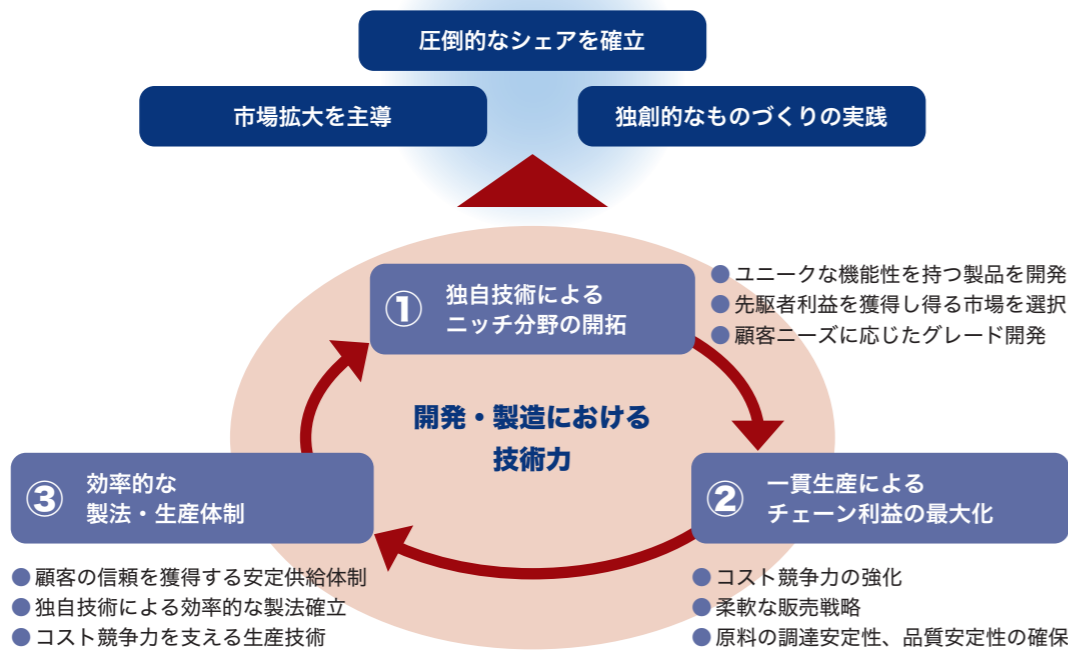 圧倒的なシェアを確立
市場拡大を主導
独創的なものづくりの実践
① 独自技術による
ニッチ分野の開拓
● ユニークな機能性を持つ製品を開発
● 先駆者利益を獲得し得る市場を選択
● 顧客ニーズに応じたグレード開発
開発・製造における
技術力
② 一貫生産による
チェーン利益の最大化
● コスト競争力の強化
● 柔軟な販売戦略
● 原料の調達安定性、品質安定性の確保
③ 効率的な
製法・生産体制
● 顧客の信頼を獲得する安定供給体制
● 独自技術による効率的な製法確立
● コスト競争力を支える生産技術